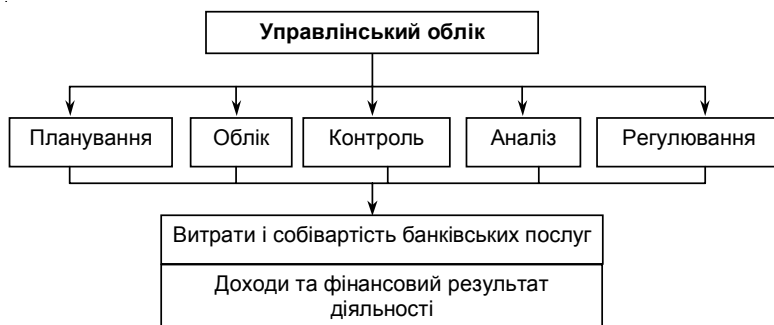 Управлінський облік
Планування
Облік
Контроль
Аналіз
Регулювання
Витрати і собівартість банківських послуг
Доходи та фінансовий результат
діяльності